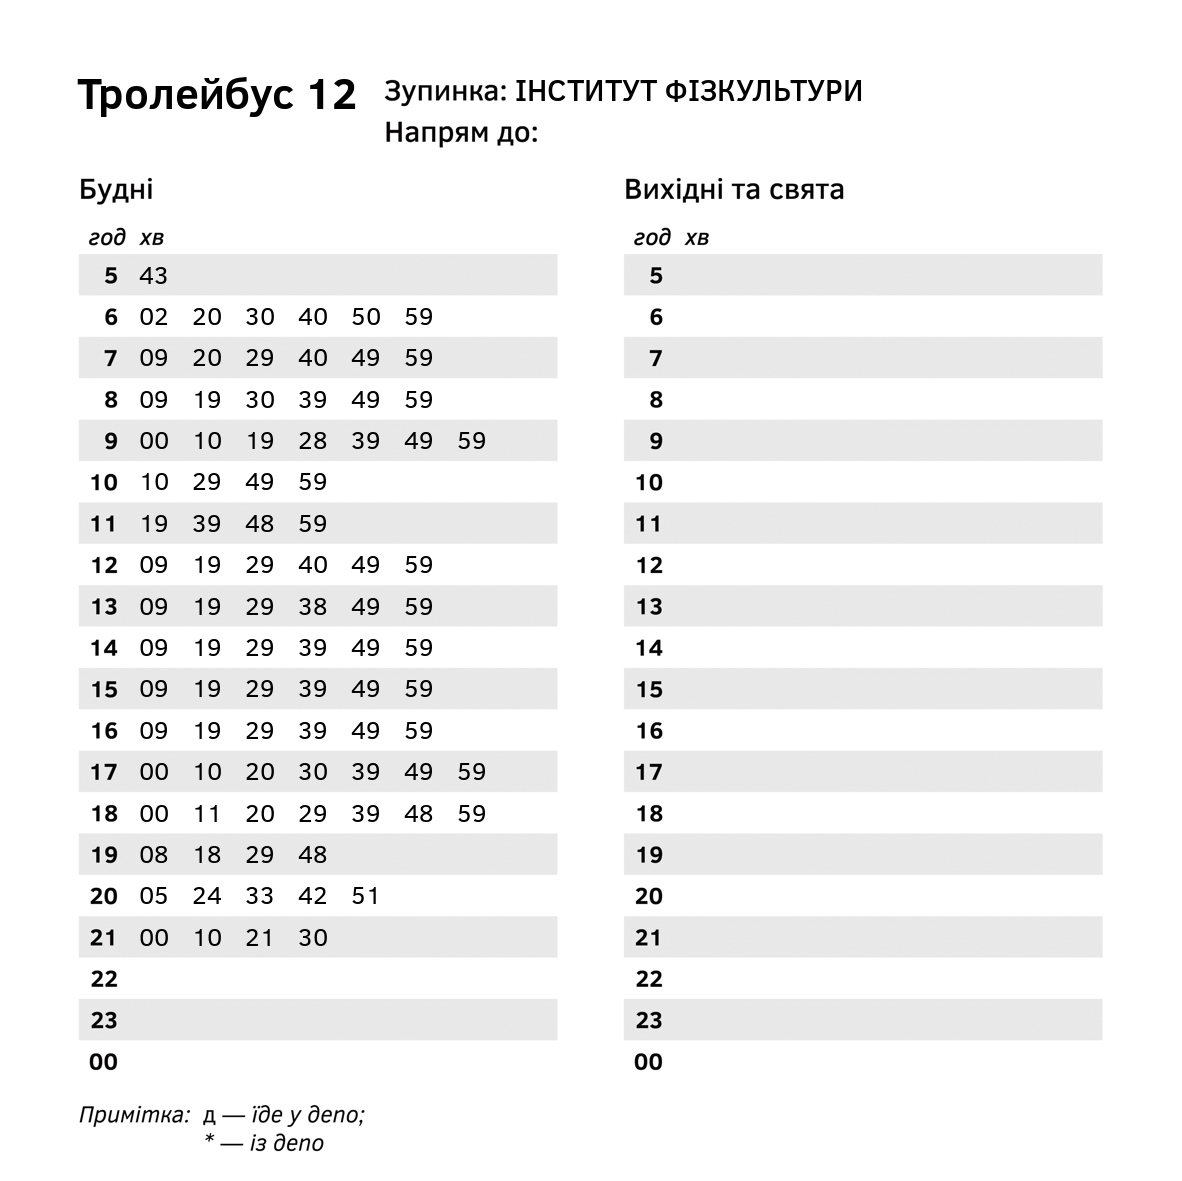 Тролейбус 12
Зупинка: ІНСТИТУТ ФІЗКУЛЬТУРИ
Напрям до:
Будні
год хв
5 43
6 02 20 30 40 50 59
7 09 20 29 40 49 59
8 09 19 30 39 49 59
9 00 10 19 28 39 49 59
10 10 29 49 59
11 19 39 48 59
12 09 19 29 40 49 59
13 09 19 29 38 49 59
14 09 19 29 39 49 59
15 09 19 29 39 49 59
16 09 19 29 39 49 59
17 00 10 20 30 39 49 59
18 00 11 20 29 39 48 59
19 08 18 29 48
20 05 24 33 42 51
21 00 10 21 30
22
23
00
Вихідні та свята
год хв
5
6
7
8
9
10
11
12
13
14
15
16
17
18
19
20
21
22
23
00
Примітка: д — їде у депо;
* — із депо